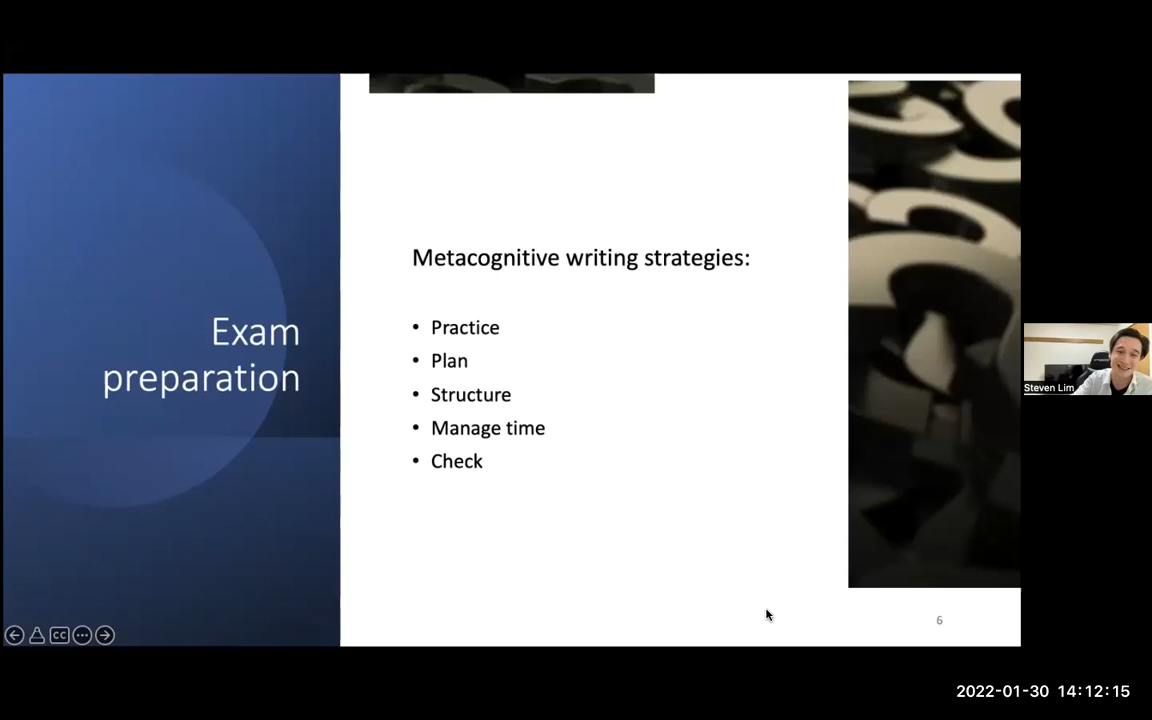 Exam
preparation
Metacognitive writing strategies:
• Practice
• Plan
• Structure
• Manage time
• Check
6
CC
Steven Lim
2022-01-30 14:12:15